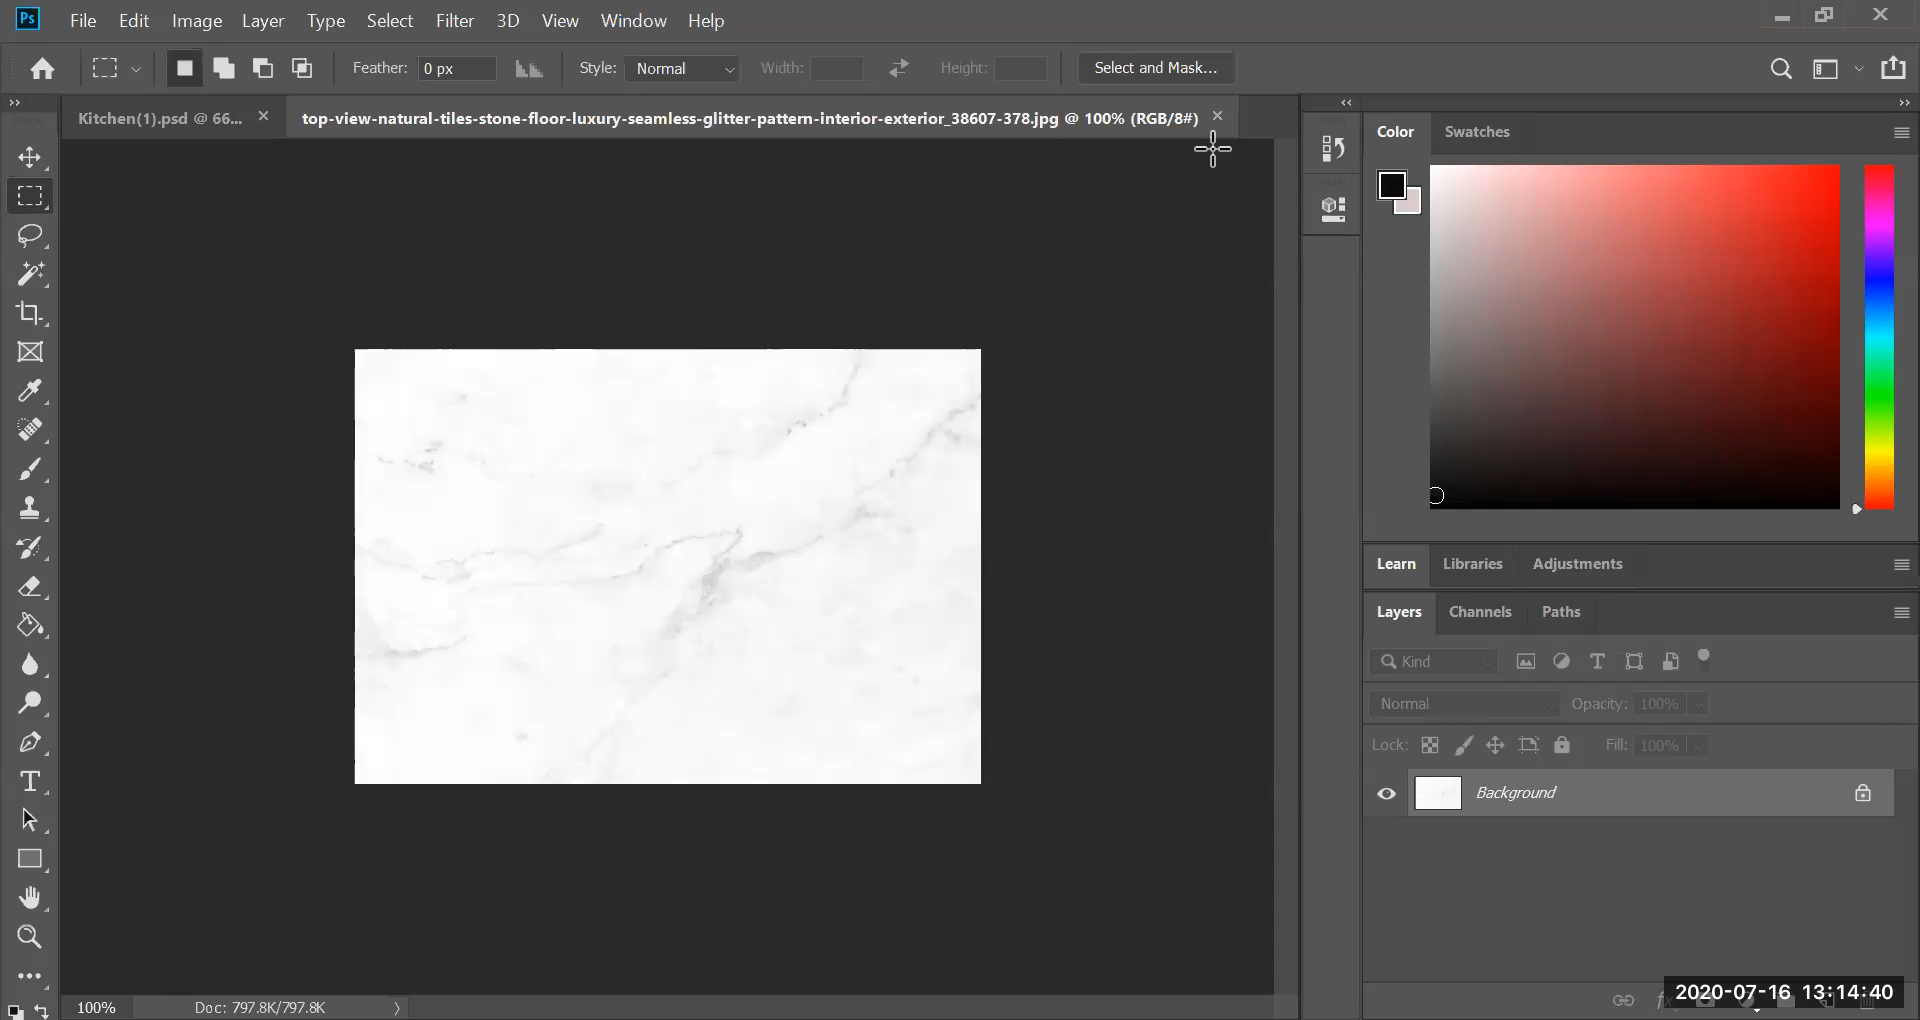 Ps File Edit Image Layer Type Select Filter 3D View Window Help
Feather: 0 px Style: Normal Width: Height: Select and Mask...
Kitchen(1).psd @ 66... top-view-natural-tiles-stone-floor-luxury-seamless-glitter-pattern-interior-exterior_38607-378.jpg @ 100% (RGB/8#)
Color Swatches
Learn Libraries Adjustments
Layers Channels Paths
Kind
Normal Opacity: 100%
Lock: Fill: 100%
Background
2020-07-16 13:14:40
100% Doc: 797.8K/797.8K